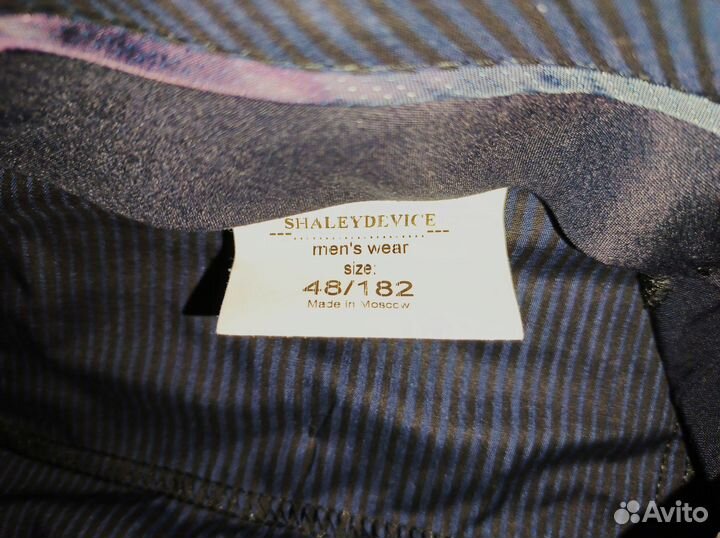 SHALEYDEVICE
---...........................---
men's wear
size:
48/182
Made in Moscow
Avito